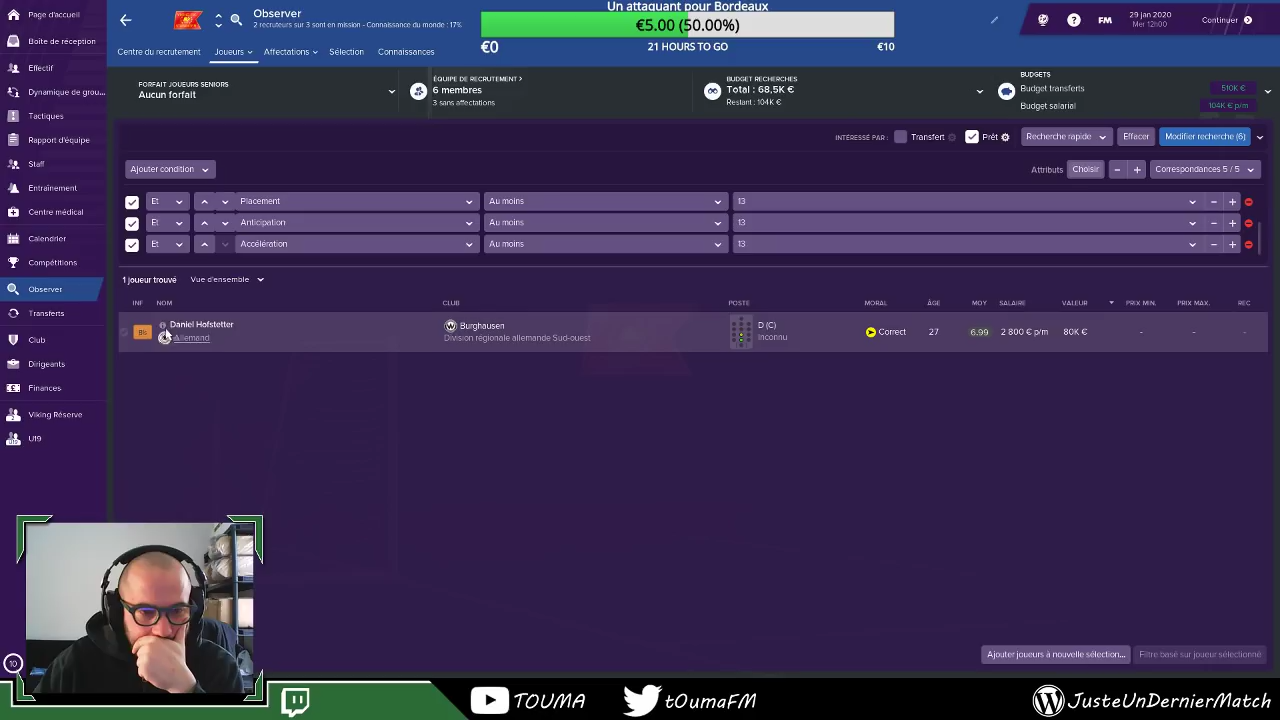 Un attaquant pour Bordeaux
€5.00 (50.00%)
€0
21 HOURS TO GO
€10
Observer
2 recruteurs sur 3 sont en mission - Connaissance du monde : 17%
FM
29 jan 2020
Mer 12h00
Continuer
Centre du recrutement
Joueurs
Affectations
Sélection
Connaissances
Page d'accueil
Boîte de réception
Effectif
Dynamique de grou...
Tactiques
Rapport d'équipe
Staff
Entraînement
Centre médical
Calendrier
Compétitions
Observer
Transferts
Club
Dirigeants
Finances
Viking Réserve
U19
FORFAIT JOUEURS SENIORS
Aucun forfait
ÉQUIPE DE RECRUTEMENT >
6 membres
3 sans affectations
BUDGET RECHERCHES
Total : 68,5K €
Restant : 104K €
BUDGETS
Budget transferts
510K €
Budget salarial
104K € p/m
INTÉRESSÉ PAR :
Transfert
Prêt
Recherche rapide
Effacer
Modifier recherche (6)
Ajouter condition
Attributs
Choisir
Correspondances 5 / 5
Et
Placement
Au moins
13
Et
Anticipation
Au moins
13
Et
Accélération
Au moins
13
1 joueur trouvé
Vue d'ensemble
INF
NOM
CLUB
POSTE
MORAL
ÂGE
MOY
SALAIRE
VALEUR
PRIX MIN.
PRIX MAX.
REC
Bls
Daniel Hofstetter
Allemand
Burghausen
Division régionale allemande Sud-ouest
D (C)
Inconnu
Correct
27
6.99
2 800 € p/m
80K €
-
-
-
Ajouter joueurs à nouvelle sélection...
Filtre basé sur joueur sélectionné
10
TOUMA
tOumaFM
JusteUnDernierMatch